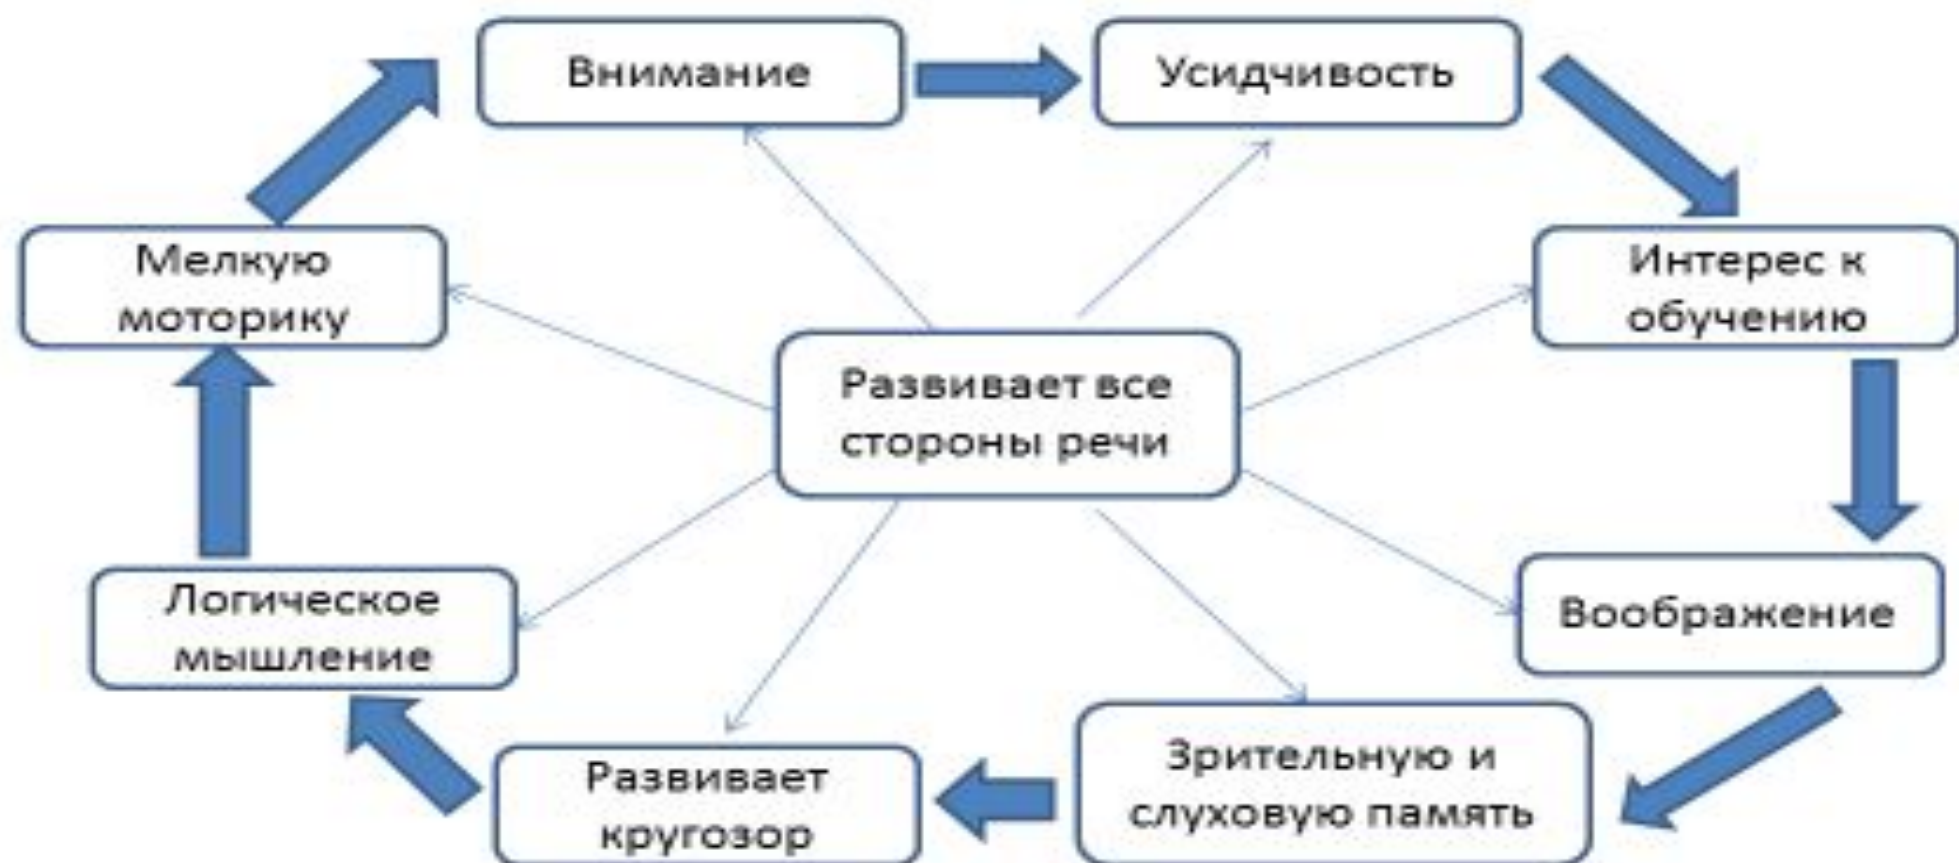 Внимание
Усидчивость
Мелкую
моторику
Интерес к
обучению
Развивает все
стороны речи
Логическое
мышление
Воображение
Развивает
кругозор
Зрительную и
слуховую память